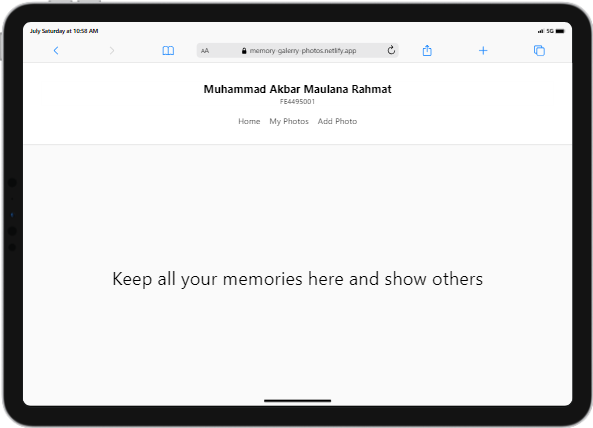 July Saturday at 10:58 AM
5G
AA
memory-galerry-photos.netlify.app
Muhammad Akbar Maulana Rahmat
FE4495001
Home My Photos Add Photo
Keep all your memories here and show others